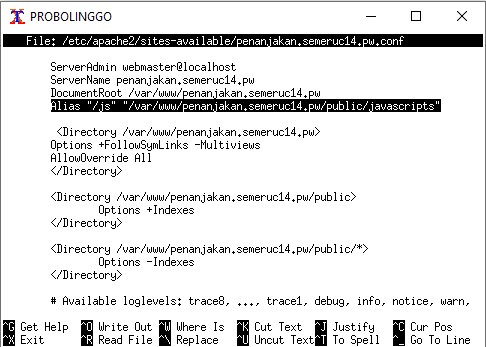 PROBOLINGGO
File: /etc/apache2/sites-available/penanjakan.semeruc14.pw.conf
ServerAdmin webmaster@localhost
ServerName penanjakan.semeruc14.pw
DocumentRoot /var/www/penanjakan.semeruc14.pw
Alias "/js" "/var/www/penanjakan.semeruc14.pw/public/javascripts"
<Directory /var/www/penanjakan.semeruc14.pw>
Options +FollowSymLinks -Multiviews
AllowOverride All
</Directory>
<Directory /var/www/penanjakan.semeruc14.pw/public>
Options +Indexes
</Directory>
<Directory /var/www/penanjakan.semeruc14.pw/public/*>
Options -Indexes
</Directory>
# Available loglevels: trace8, ..., trace1, debug, info, notice, warn,
^G Get Help ^O Write Out ^W Where Is ^K Cut Text ^J Justify ^C Cur Pos
^X Exit ^R Read File ^\ Replace ^U Uncut Text ^T To Spell ^_ Go To Line